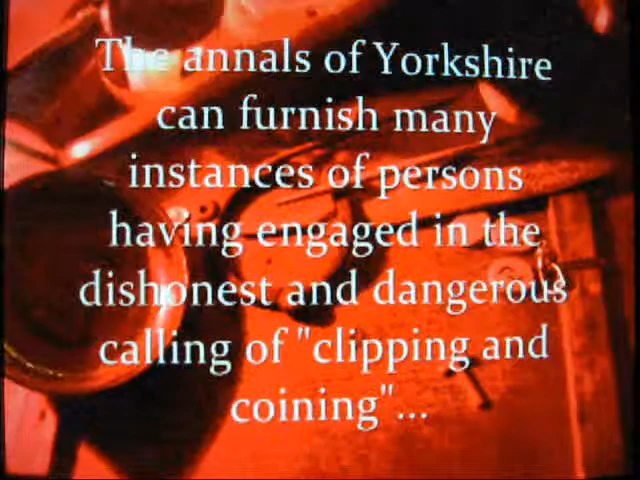 The annals of Yorkshire
can furnish many
instances of persons
having engaged in the
dishonest and dangerous
calling of "clipping and
coining"...